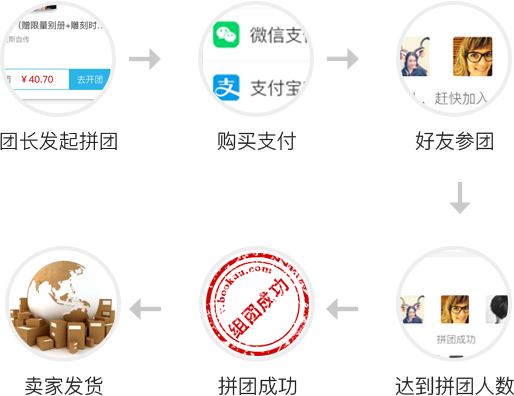 （赠限量别册+雕刻时...
斯自传
¥40.70
去开团
微信支付
支付宝
赶快加入
团长发起拼团
购买支付
好友参团
bookuu.com
组团成功
拼团成功
卖家发货
拼团成功
达到拼团人数